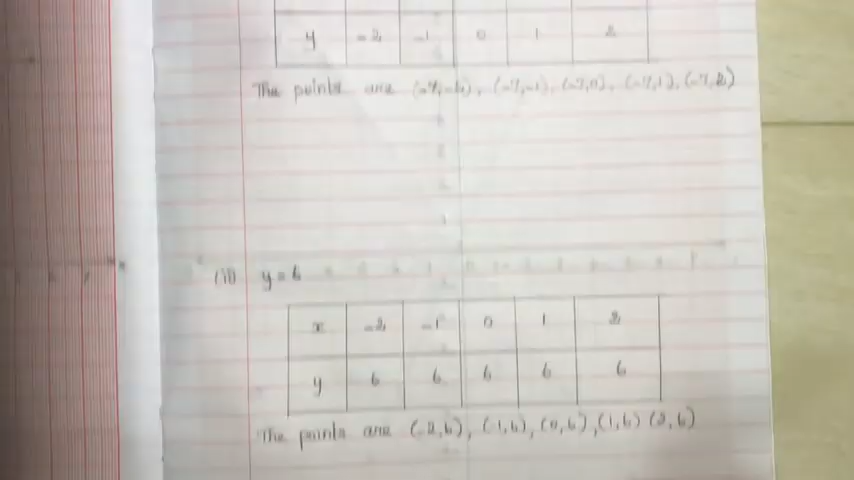 y -2 -1 0 1 2
The points are (-7,-2), (-7,-1), (-7,0), (-7,1), (-7,2)
(ii) y = 6
x -2 -1 0 1 2
y 6 6 6 6 6
The points are (-2,6), (-1,6), (0,6), (1,6) (2,6)